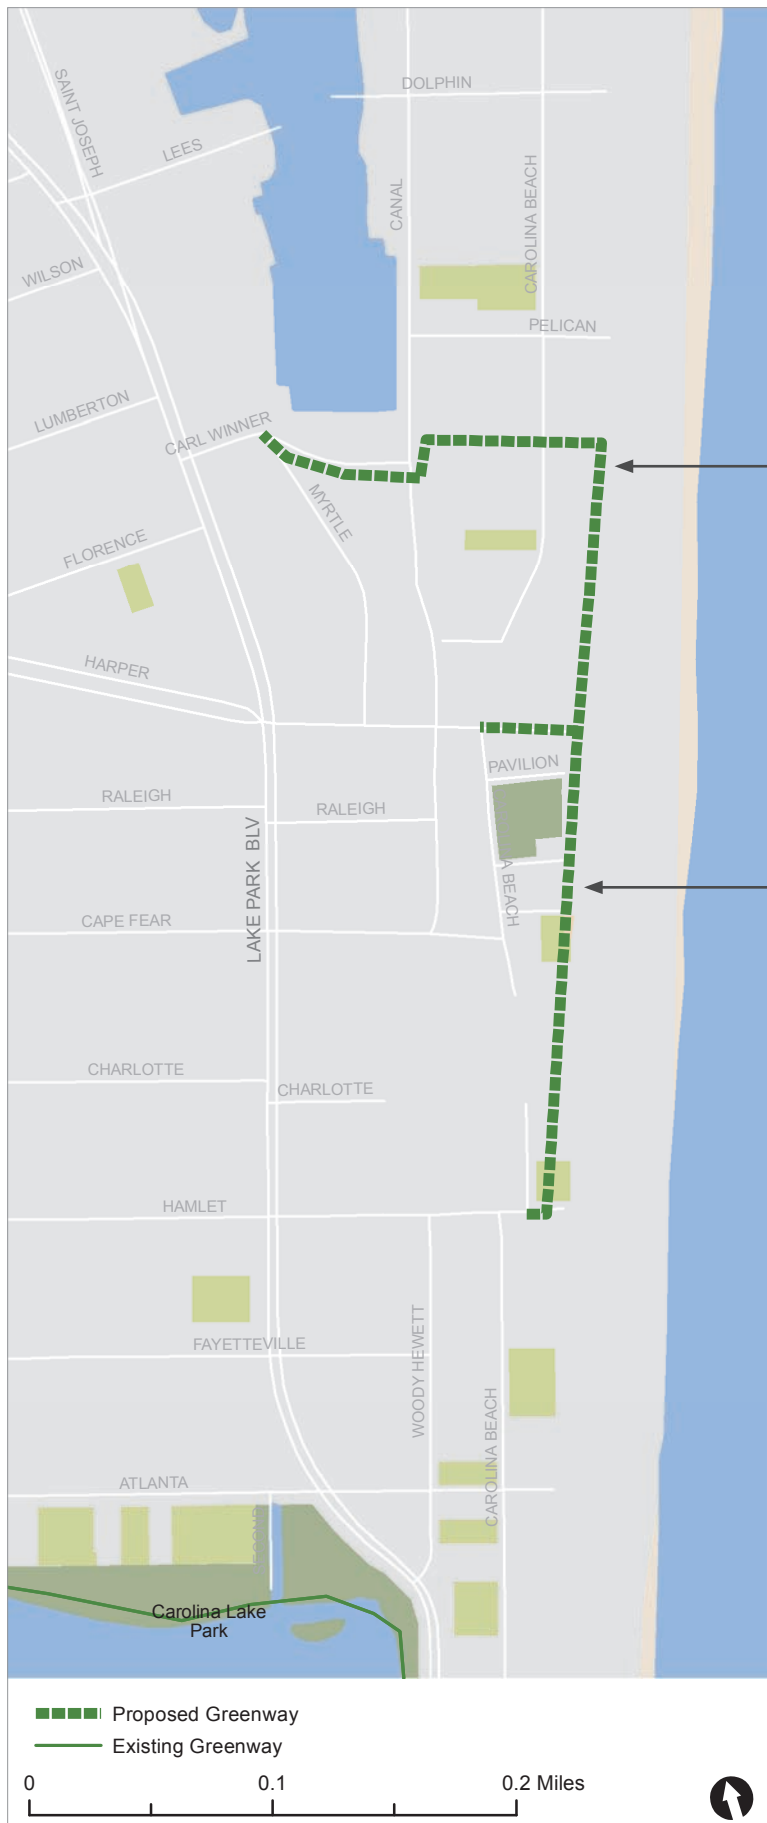 DOLPHIN
SAINT JOSEPH
LEES
CANAL
CAROLINA BEACH
WILSON
PELICAN
LUMBERTON
CARL WINNER
MYRTLE
FLORENCE
HARPER
PAVILION
RALEIGH
RALEIGH
LAKE PARK BLV
A BEACH
CAPE FEAR
CHARLOTTE
CHARLOTTE
HAMLET
FAYETTEVILLE
WOODY HEWETT
CAROLINA BEACH
ATLANTA
Carolina Lake
Park
Proposed Greenway
Existing Greenway
0
0.1
0.2 Miles